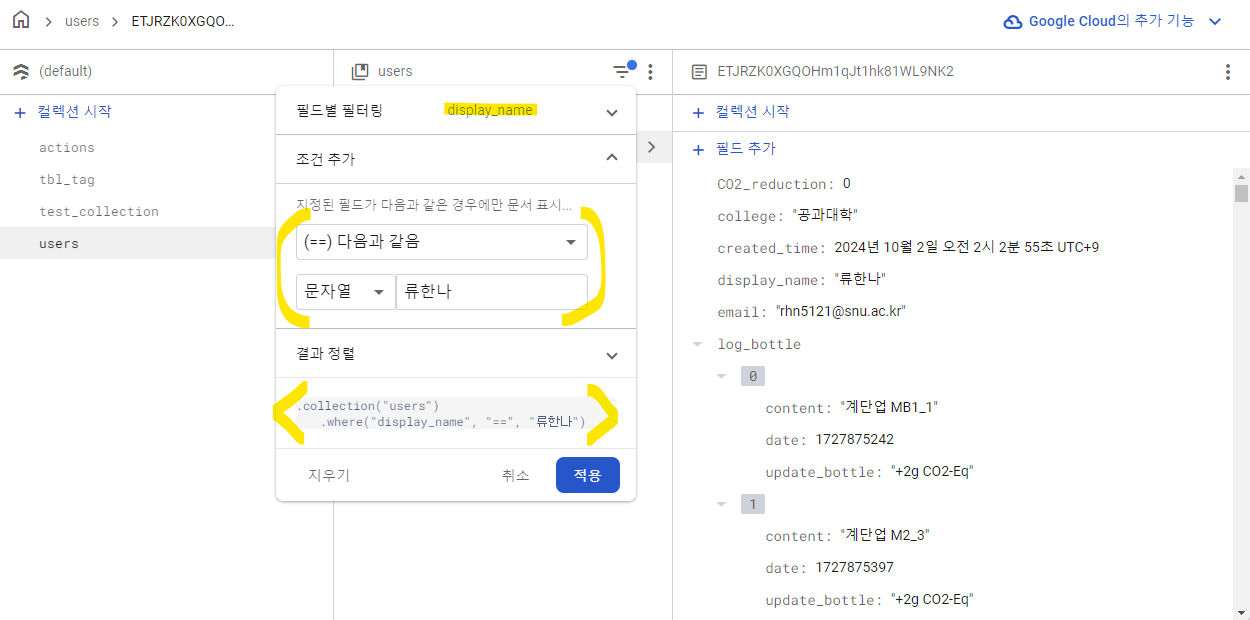 users
ETJRZK0XGQO…
Google Cloud의 추가 기능
(default)
users
ETJRZK0XGQOHm1qJt1hk81WL9NK2
컬렉션 시작
actions
tbl_tag
test_collection
users
필드별 필터링 display_name
조건 추가
지정된 필드가 다음과 같은 경우에만 문서 표시...
(==) 다음과 같음
문자열 류한나
결과 정렬
.collection("users")
.where("display_name", "==", "류한나")
지우기 취소 적용
컬렉션 시작
필드 추가
CO2_reduction: 0
college: "공과대학"
created_time: 2024년 10월 2일 오전 2시 2분 55초 UTC+9
display_name: "류한나"
email: "rhn5121@snu.ac.kr"
log_bottle
0
content: "계단업 MB1_1"
date: 1727875242
update_bottle: "+2g CO2-Eq"
1
content: "계단업 M2_3"
date: 1727875397
update_bottle: "+2g CO2-Eq"